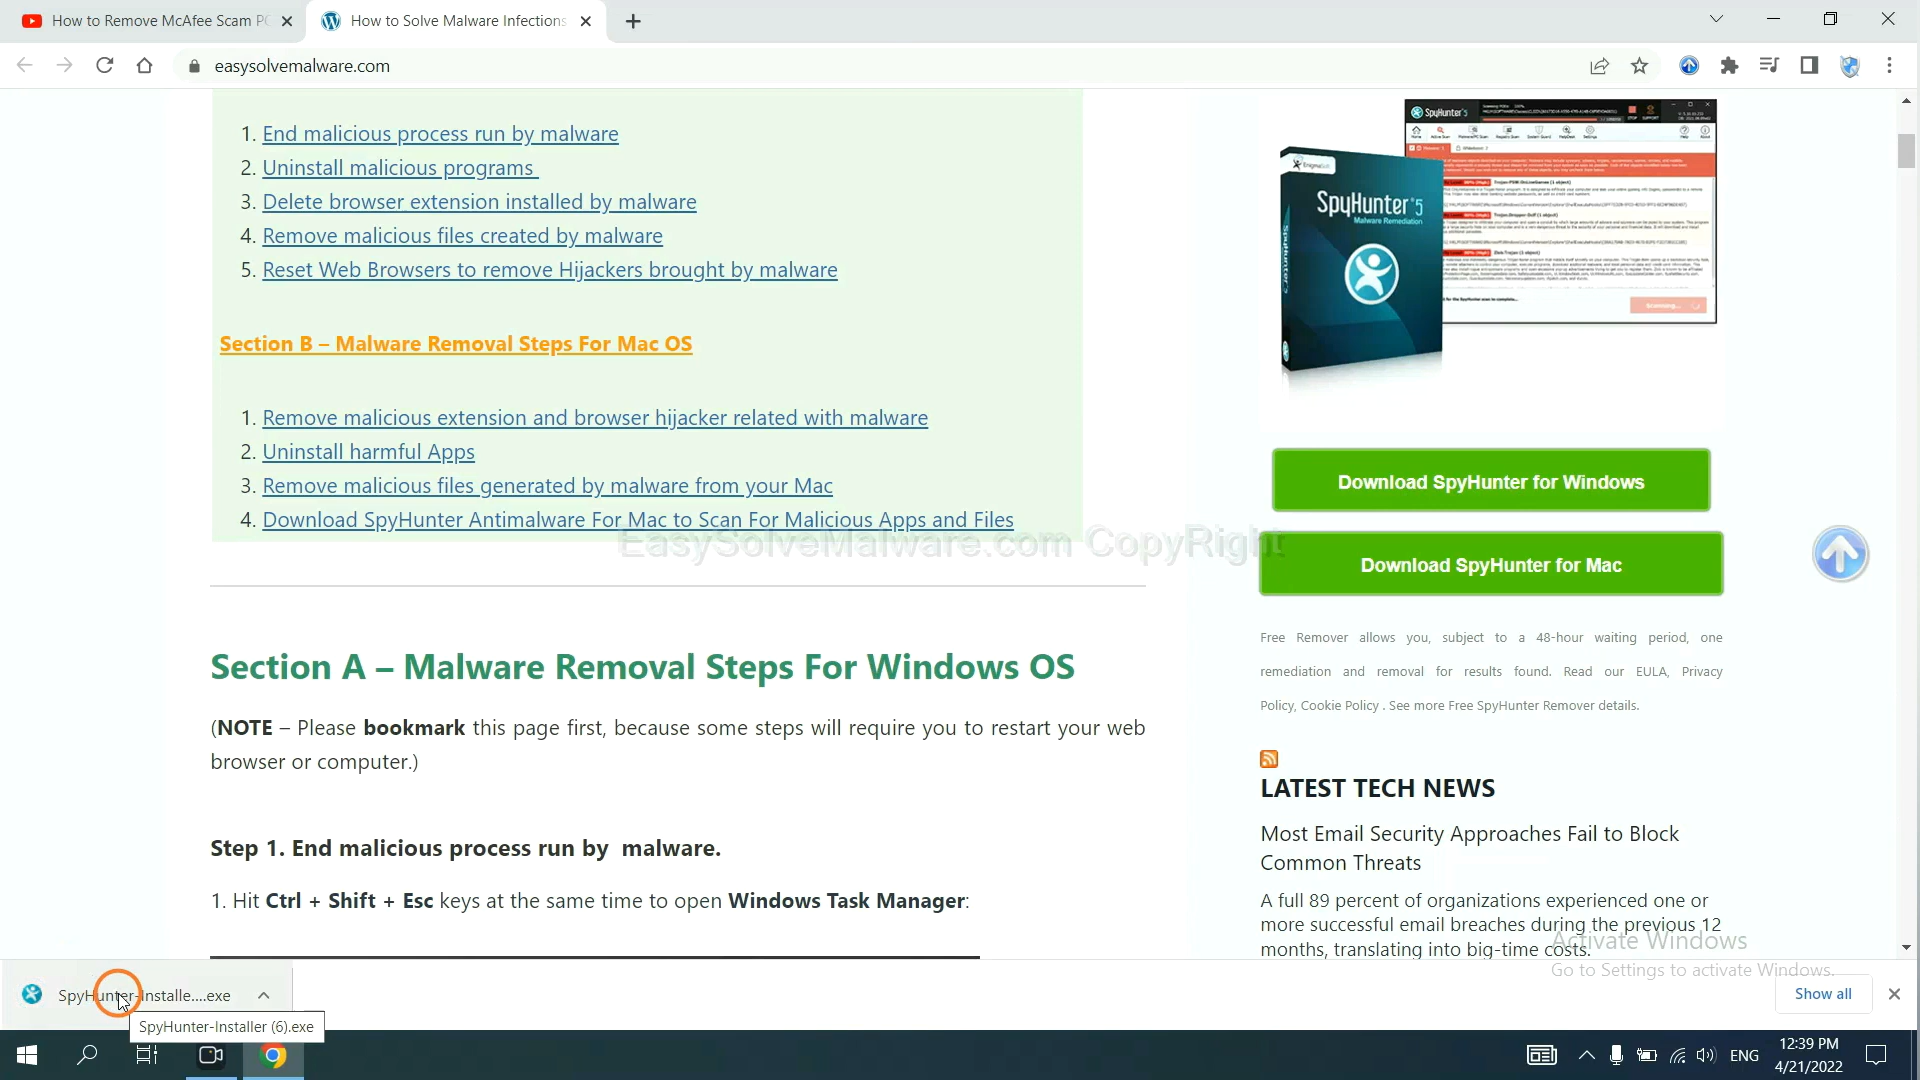 How to Remove McAfee Scam P
How to Solve Malware Infections
easysolvemalware.com
1. End malicious process run by malware
2. Uninstall malicious programs
3. Delete browser extension installed by malware
4. Remove malicious files created by malware
5. Reset Web Browsers to remove Hijackers brought by malware
Section B – Malware Removal Steps For Mac OS
1. Remove malicious extension and browser hijacker related with malware
2. Uninstall harmful Apps
3. Remove malicious files generated by malware from your Mac
4. Download SpyHunter Antimalware For Mac to Scan For Malicious Apps and Files
EasySolveMalware.com CopyRight
Section A – Malware Removal Steps For Windows OS
(NOTE – Please bookmark this page first, because some steps will require you to restart your web
browser or computer.)
Step 1. End malicious process run by malware.
1. Hit Ctrl + Shift + Esc keys at the same time to open Windows Task Manager:
SpyHunter 5
EnigmaSoft
SpyHunter 5
Malware Remediation
Download SpyHunter for Windows
Download SpyHunter for Mac
Free Remover allows you, subject to a 48-hour waiting period, one
remediation and removal for results found. Read our EULA, Privacy
Policy, Cookie Policy . See more Free SpyHunter Remover details.
LATEST TECH NEWS
Most Email Security Approaches Fail to Block
Common Threats
A full 89 percent of organizations experienced one or
more successful email breaches during the previous 12
months, translating into big-time costs.
Activate Windows
Go to Settings to activate Windows.
SpyHunter-Installe....exe
SpyHunter-Installer (6).exe
Show all
ENG
12:39 PM
4/21/2022